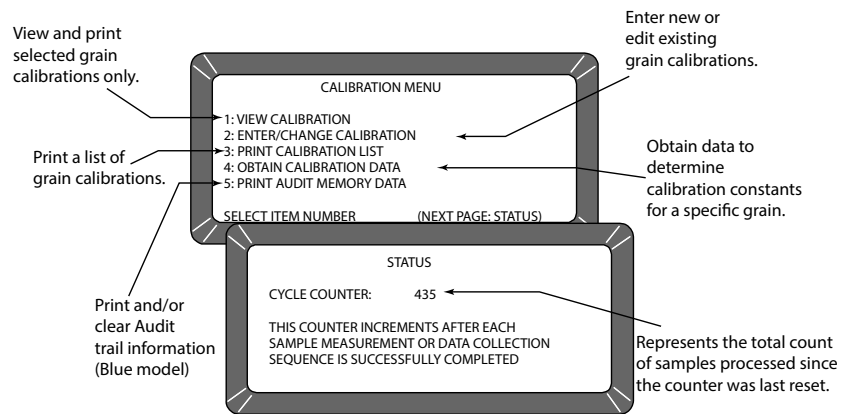 View and print
selected grain
calibrations only.
Enter new or
edit existing
grain calibrations.
CALIBRATION MENU
1: VIEW CALIBRATION
2: ENTER/CHANGE CALIBRATION
3: PRINT CALIBRATION LIST
4: OBTAIN CALIBRATION DATA
5: PRINT AUDIT MEMORY DATA
SELECT ITEM NUMBER (NEXT PAGE: STATUS)
Print a list of
grain calibrations.
Obtain data to
determine
calibration constants
for a specific grain.
STATUS
CYCLE COUNTER: 435
THIS COUNTER INCREMENTS AFTER EACH
SAMPLE MEASUREMENT OR DATA COLLECTION
SEQUENCE IS SUCCESSFULLY COMPLETED
Print and/or
clear Audit
trail information
(Blue model)
Represents the total count
of samples processed since
the counter was last reset.